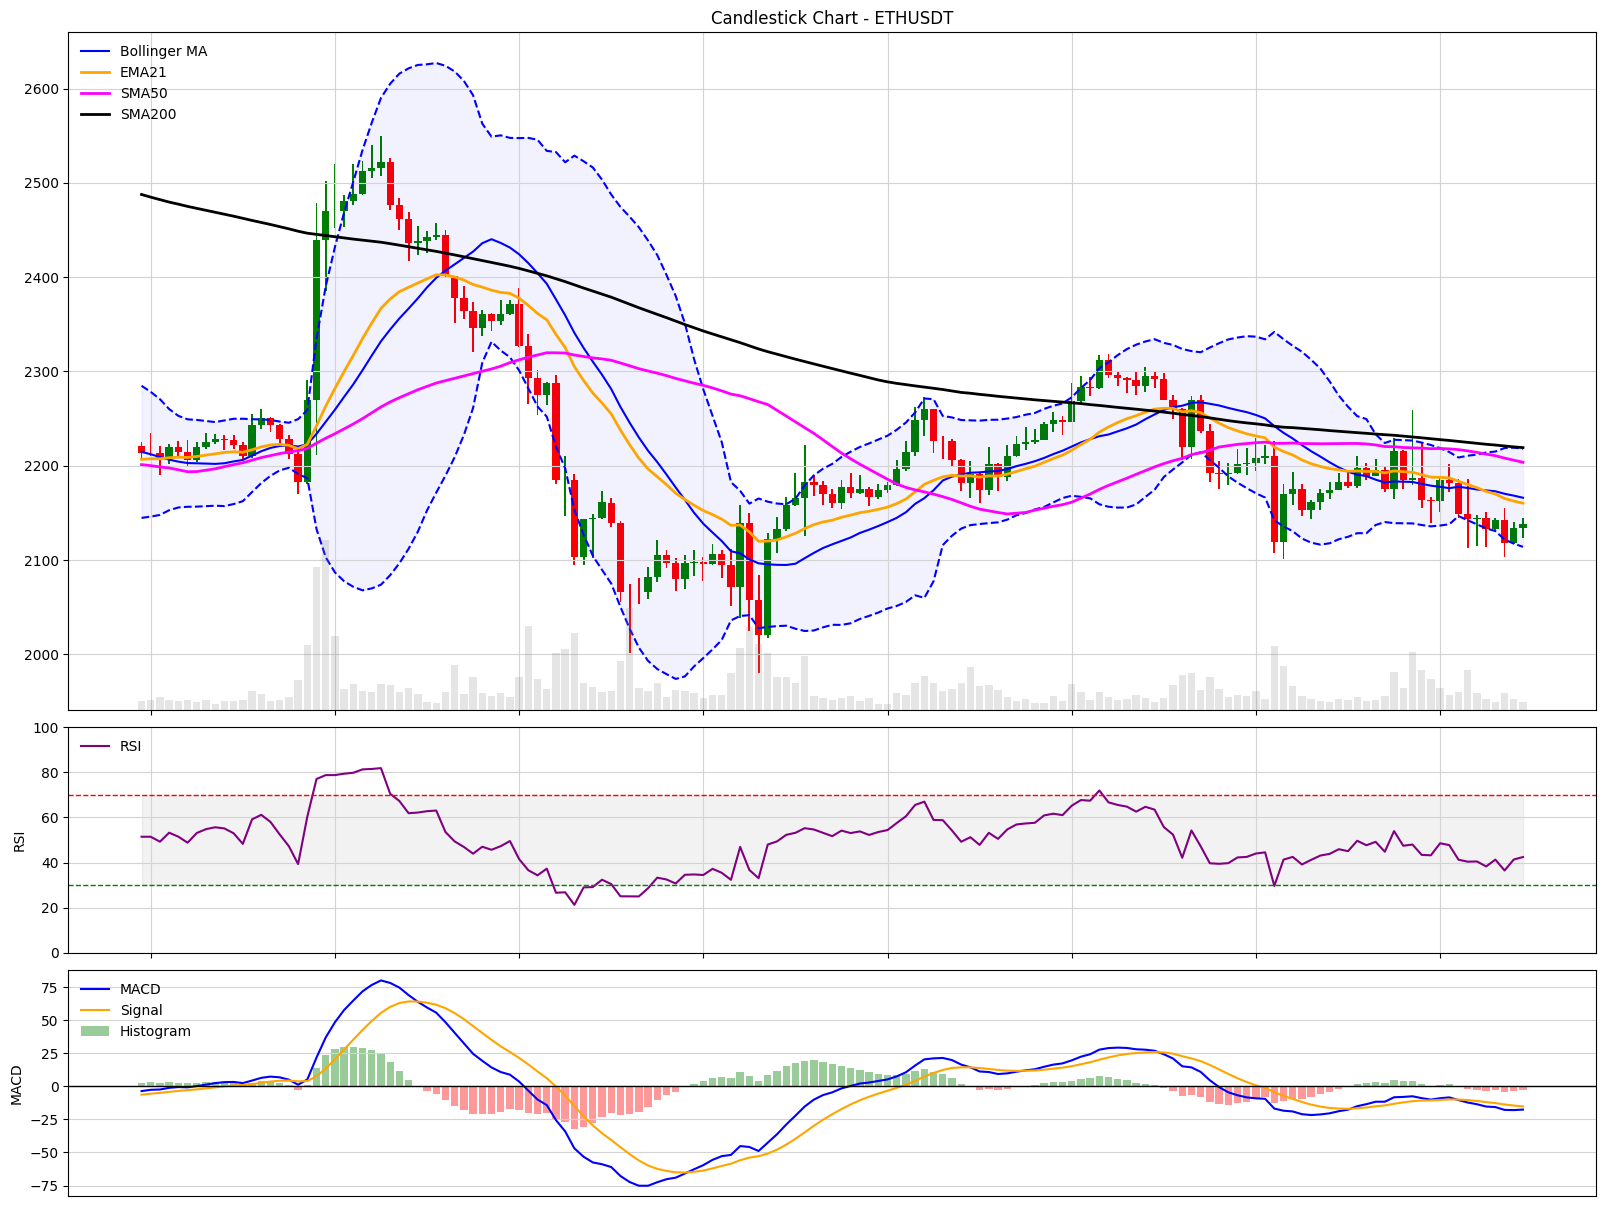 Candlestick Chart - ETHUSDT
Bollinger MA
EMA21
SMA50
SMA200
2600
2500
2400
2300
2200
2100
2000
RSI
100
80
60
40
20
0
RSI
MACD
Signal
Histogram
75
50
25
0
−25
−50
−75
MACD